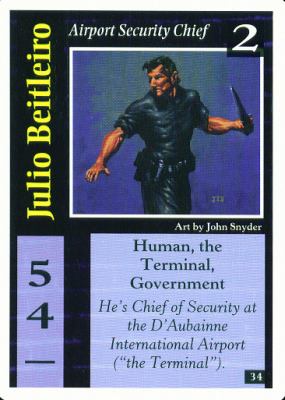 Airport Security Chief
2
Julio Beitleiro
JTS
Art by John Snyder
5
4
—
Human, the
Terminal,
Government
He's Chief of Security at
the D'Aubainne
International Airport
("the Terminal").
34